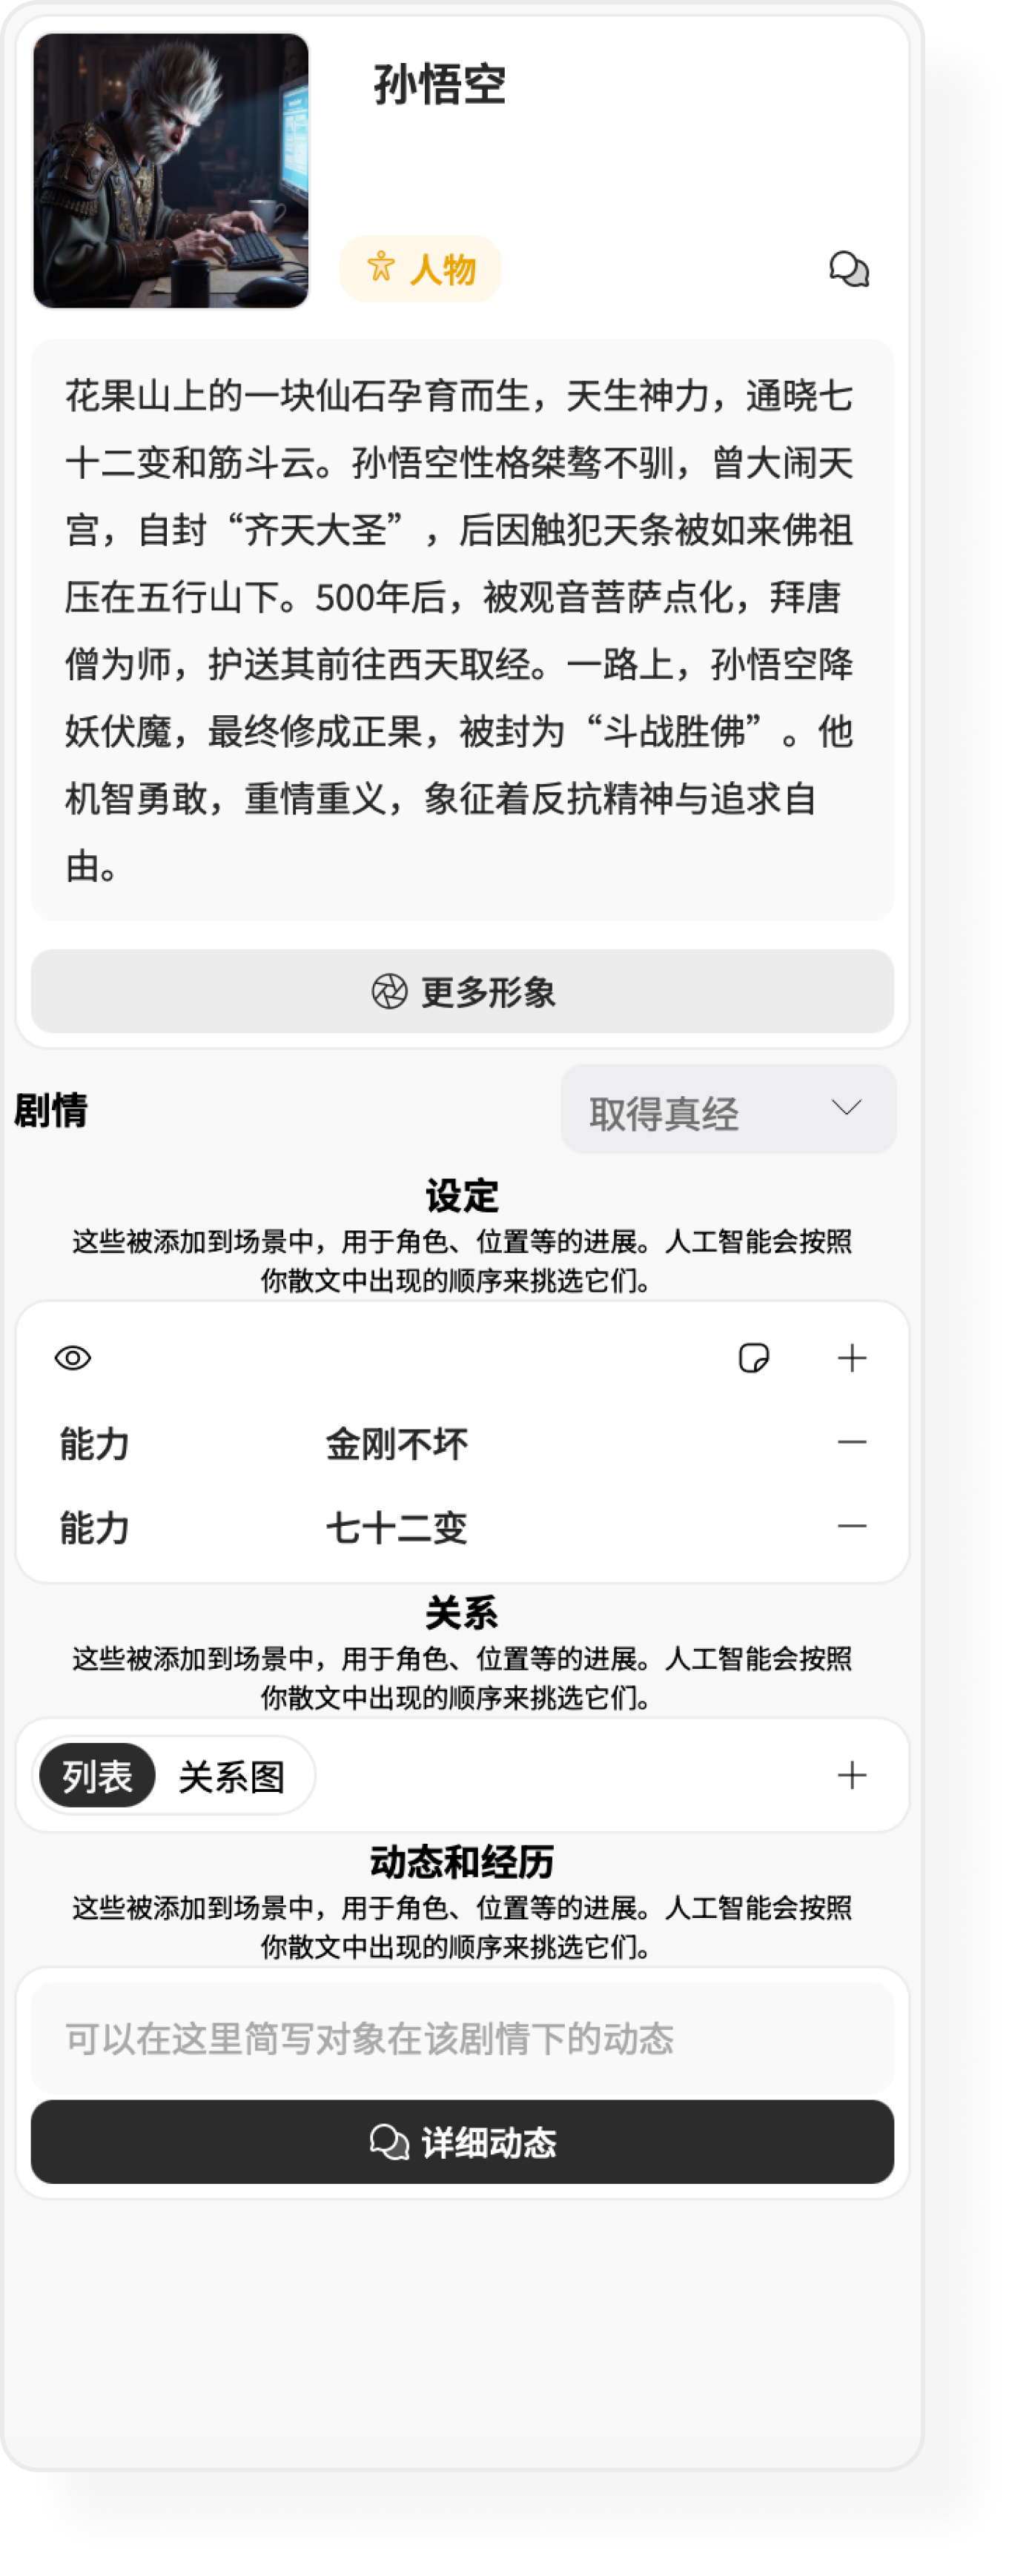 孙悟空
人物
花果山上的一块仙石孕育而生，天生神力，通晓七
十二变和筋斗云。孙悟空性格桀骜不驯，曾大闹天
宫，自封“齐天大圣”，后因触犯天条被如来佛祖
压在五行山下。500年后，被观音菩萨点化，拜唐
僧为师，护送其前往西天取经。一路上，孙悟空降
妖伏魔，最终修成正果，被封为“斗战胜佛”。他
机智勇敢，重情重义，象征着反抗精神与追求自
由。
更多形象
剧情 取得真经
设定
这些被添加到场景中，用于角色、位置等的进展。人工智能会按照
你散文中出现的顺序来挑选它们。
能力 金刚不坏
能力 七十二变
关系
这些被添加到场景中，用于角色、位置等的进展。人工智能会按照
你散文中出现的顺序来挑选它们。
列表 关系图
动态和经历
这些被添加到场景中，用于角色、位置等的进展。人工智能会按照
你散文中出现的顺序来挑选它们。
可以在这里简写对象在该剧情下的动态
详细动态